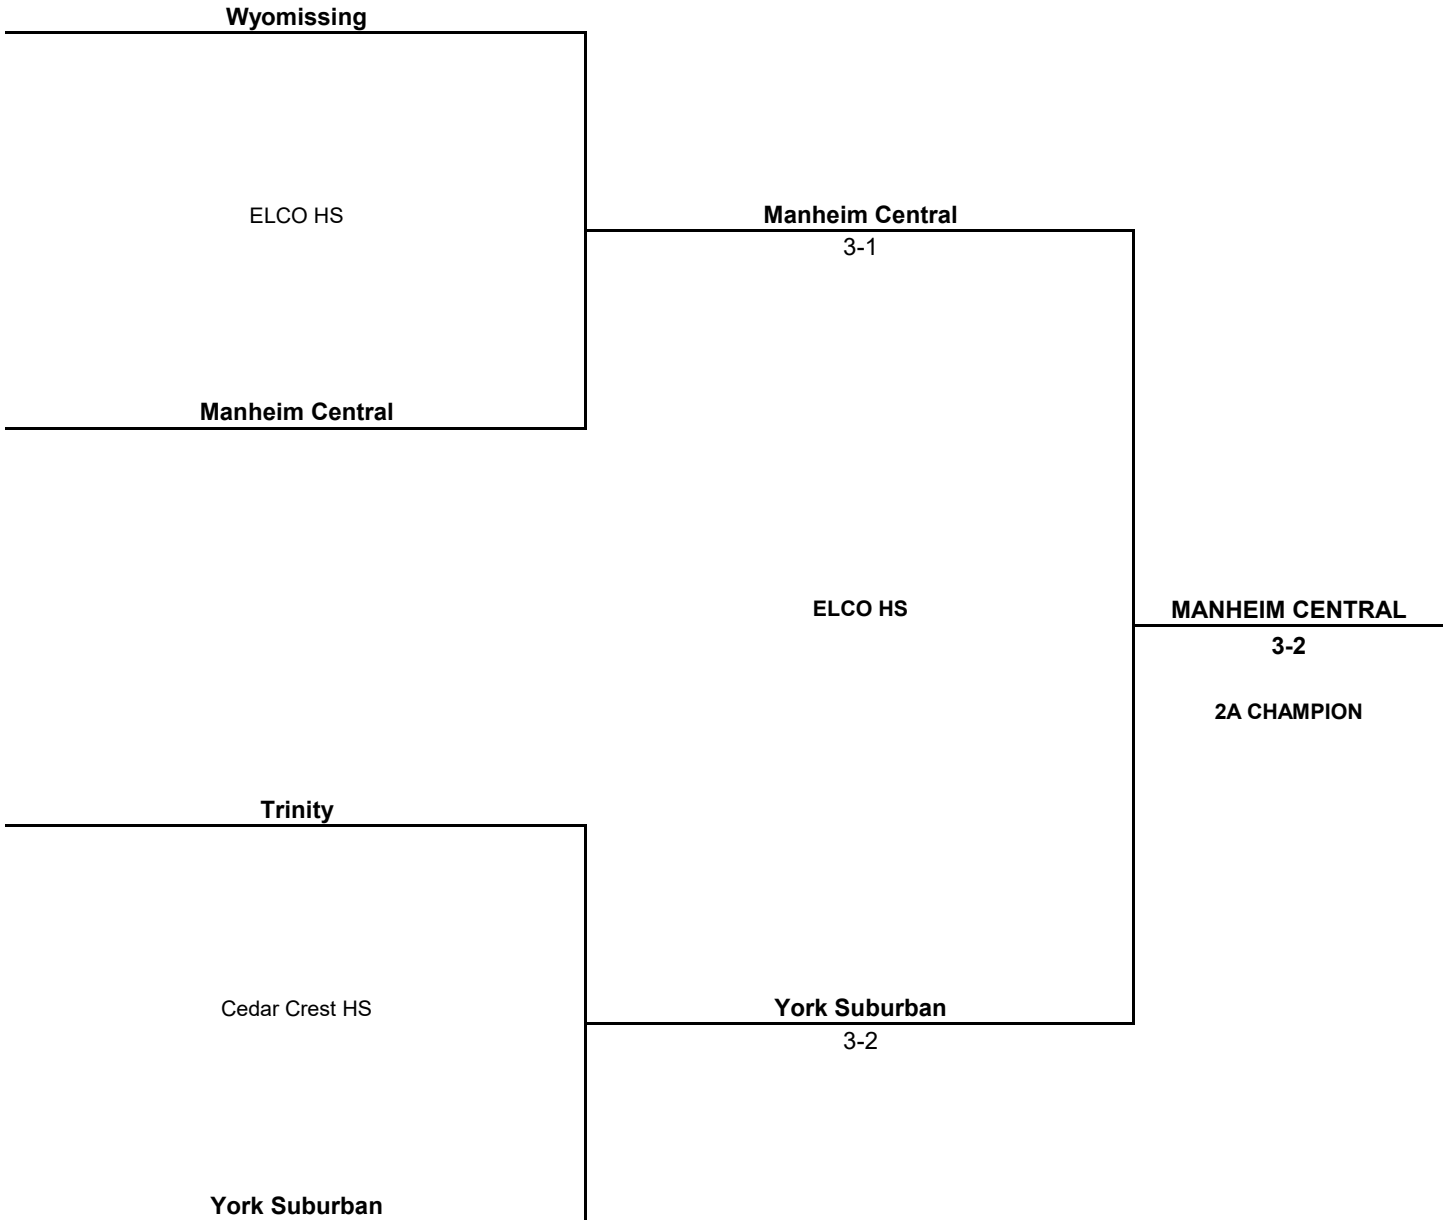 Wyomissing
ELCO HS
Manheim Central
3-1
Manheim Central
ELCO HS
MANHEIM CENTRAL
3-2
2A CHAMPION
Trinity
Cedar Crest HS
York Suburban
3-2
York Suburban